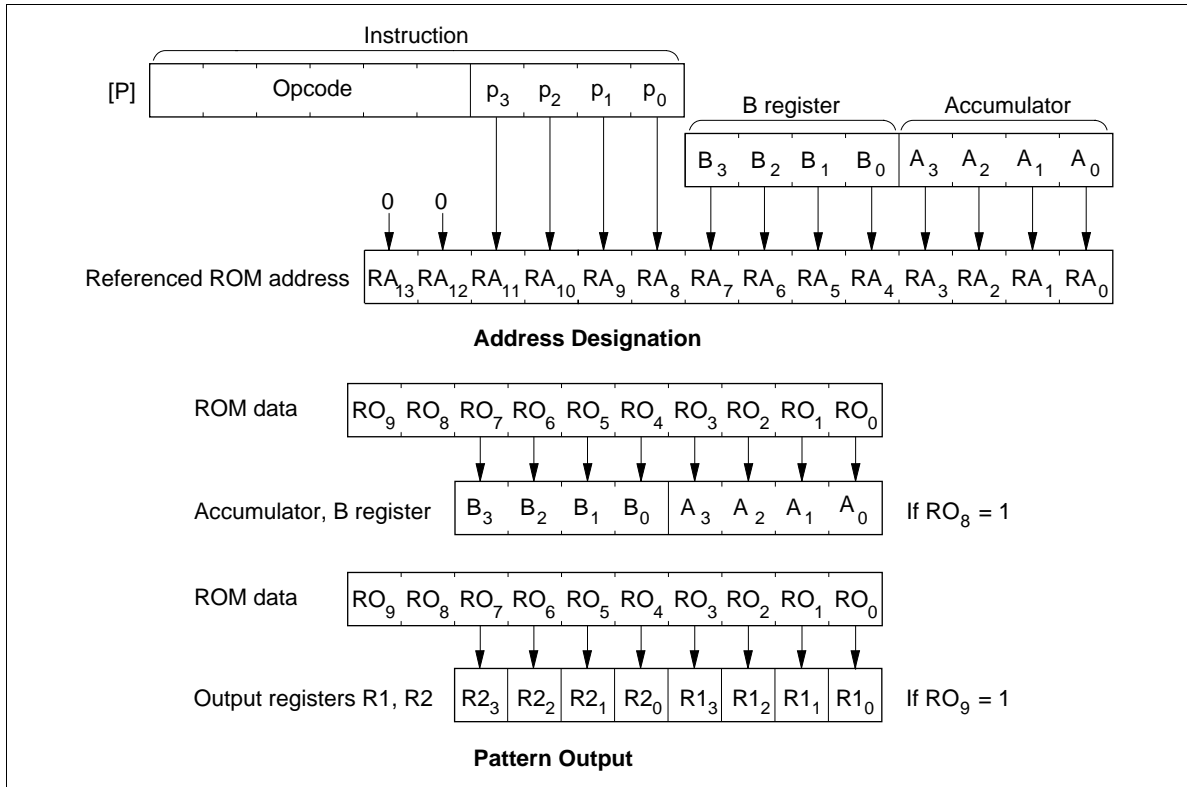 Instruction
[P] Opcode p3 p2 p1 p0
B register Accumulator
B3 B2 B1 B0 A3 A2 A1 A0
0 0
Referenced ROM address RA13 RA12 RA11 RA10 RA9 RA8 RA7 RA6 RA5 RA4 RA3 RA2 RA1 RA0
Address Designation
ROM data RO9 RO8 RO7 RO6 RO5 RO4 RO3 RO2 RO1 RO0
Accumulator, B register B3 B2 B1 B0 A3 A2 A1 A0 If RO8 = 1
ROM data RO9 RO8 RO7 RO6 RO5 RO4 RO3 RO2 RO1 RO0
Output registers R1, R2 R23 R22 R21 R20 R13 R12 R11 R10 If RO9 = 1
Pattern Output